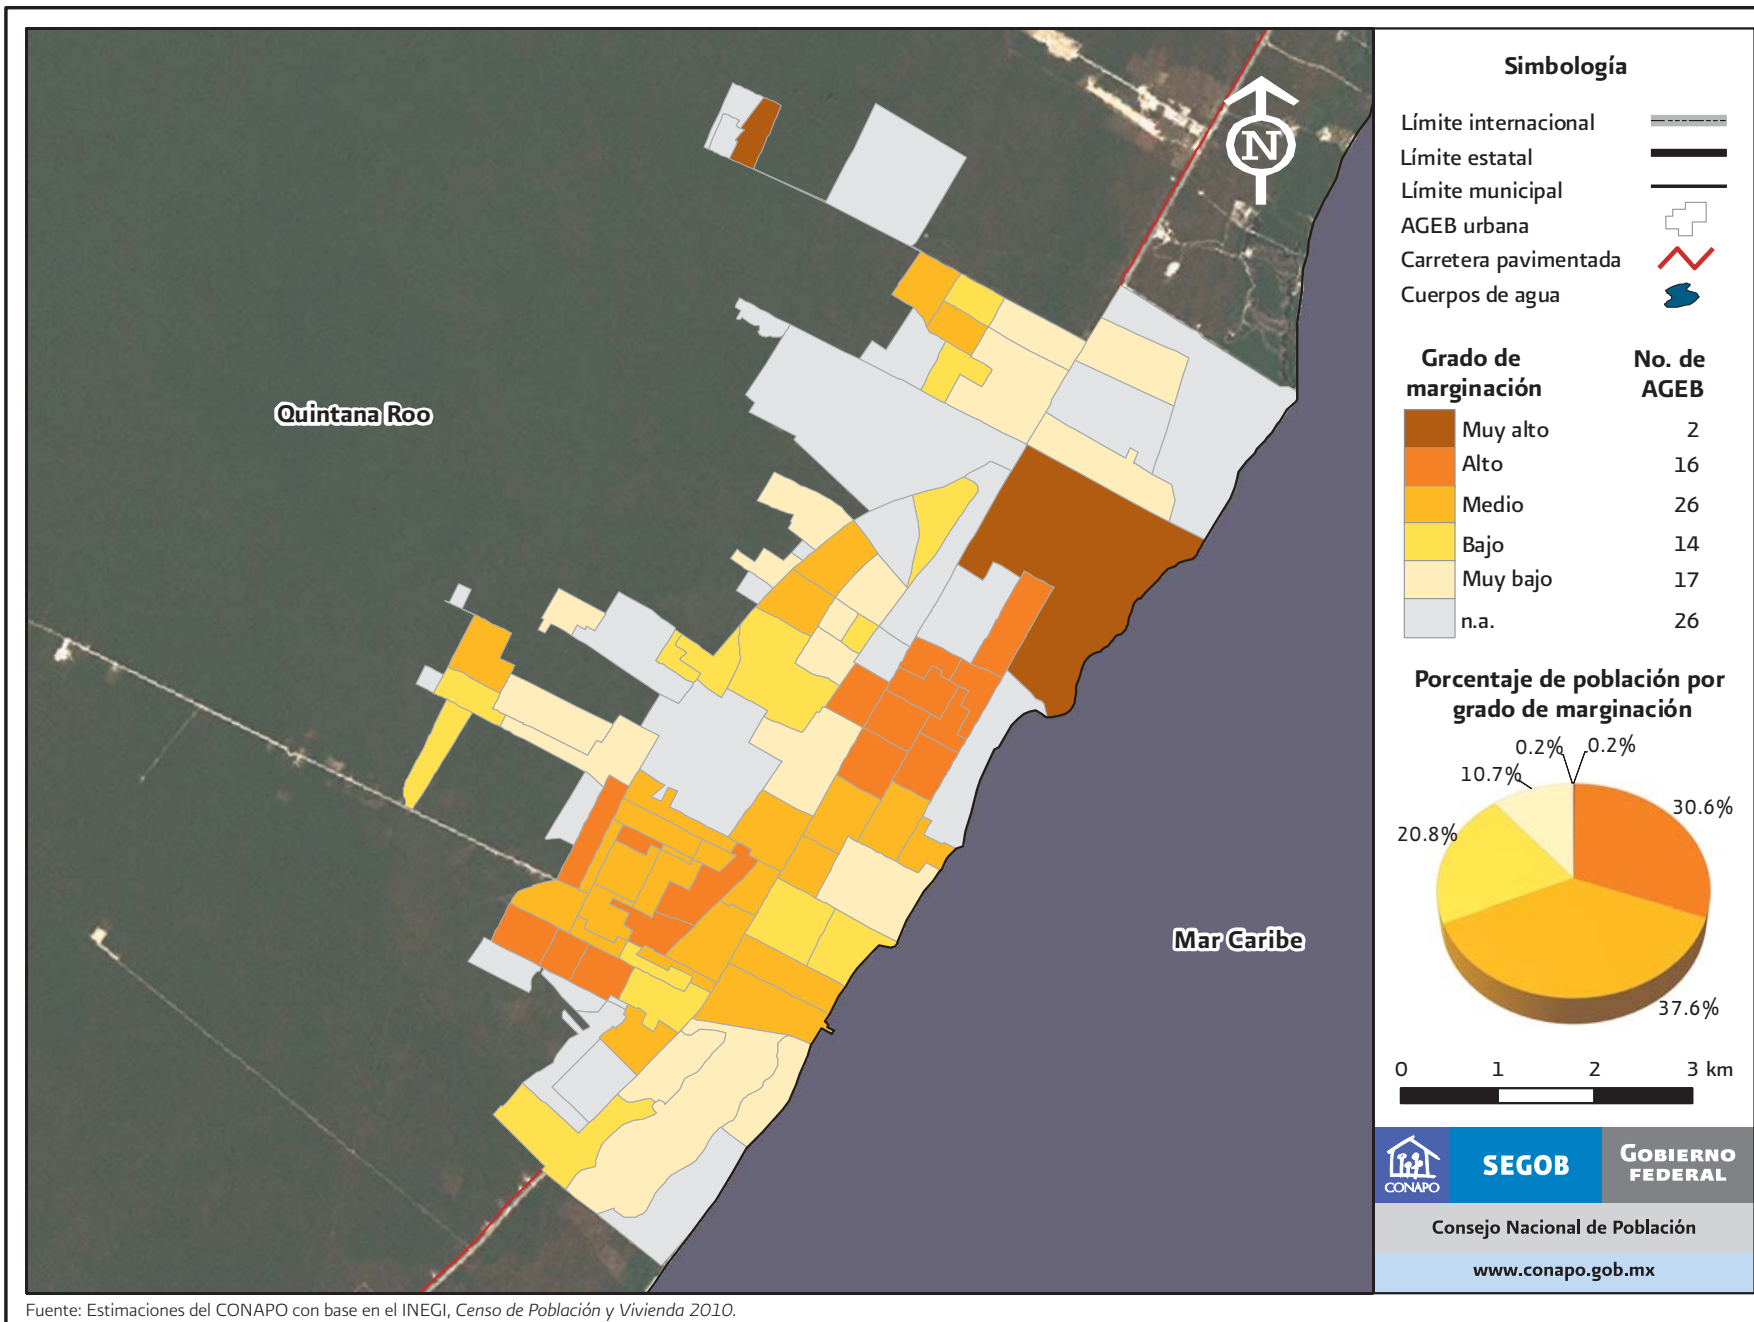 Quintana Roo
Mar Caribe
N
Simbología
Límite internacional
Límite estatal
Límite municipal
AGEB urbana
Carretera pavimentada
Cuerpos de agua
Grado de marginación
No. de AGEB
Muy alto 2
Alto 16
Medio 26
Bajo 14
Muy bajo 17
n.a. 26
Porcentaje de población por
grado de marginación
0.2% 0.2%
10.7%
30.6%
20.8%
37.6%
0 1 2 3 km
CONAPO
SEGOB
GOBIERNO
FEDERAL
Consejo Nacional de Población
www.conapo.gob.mx
Fuente: Estimaciones del CONAPO con base en el INEGI, Censo de Población y Vivienda 2010.